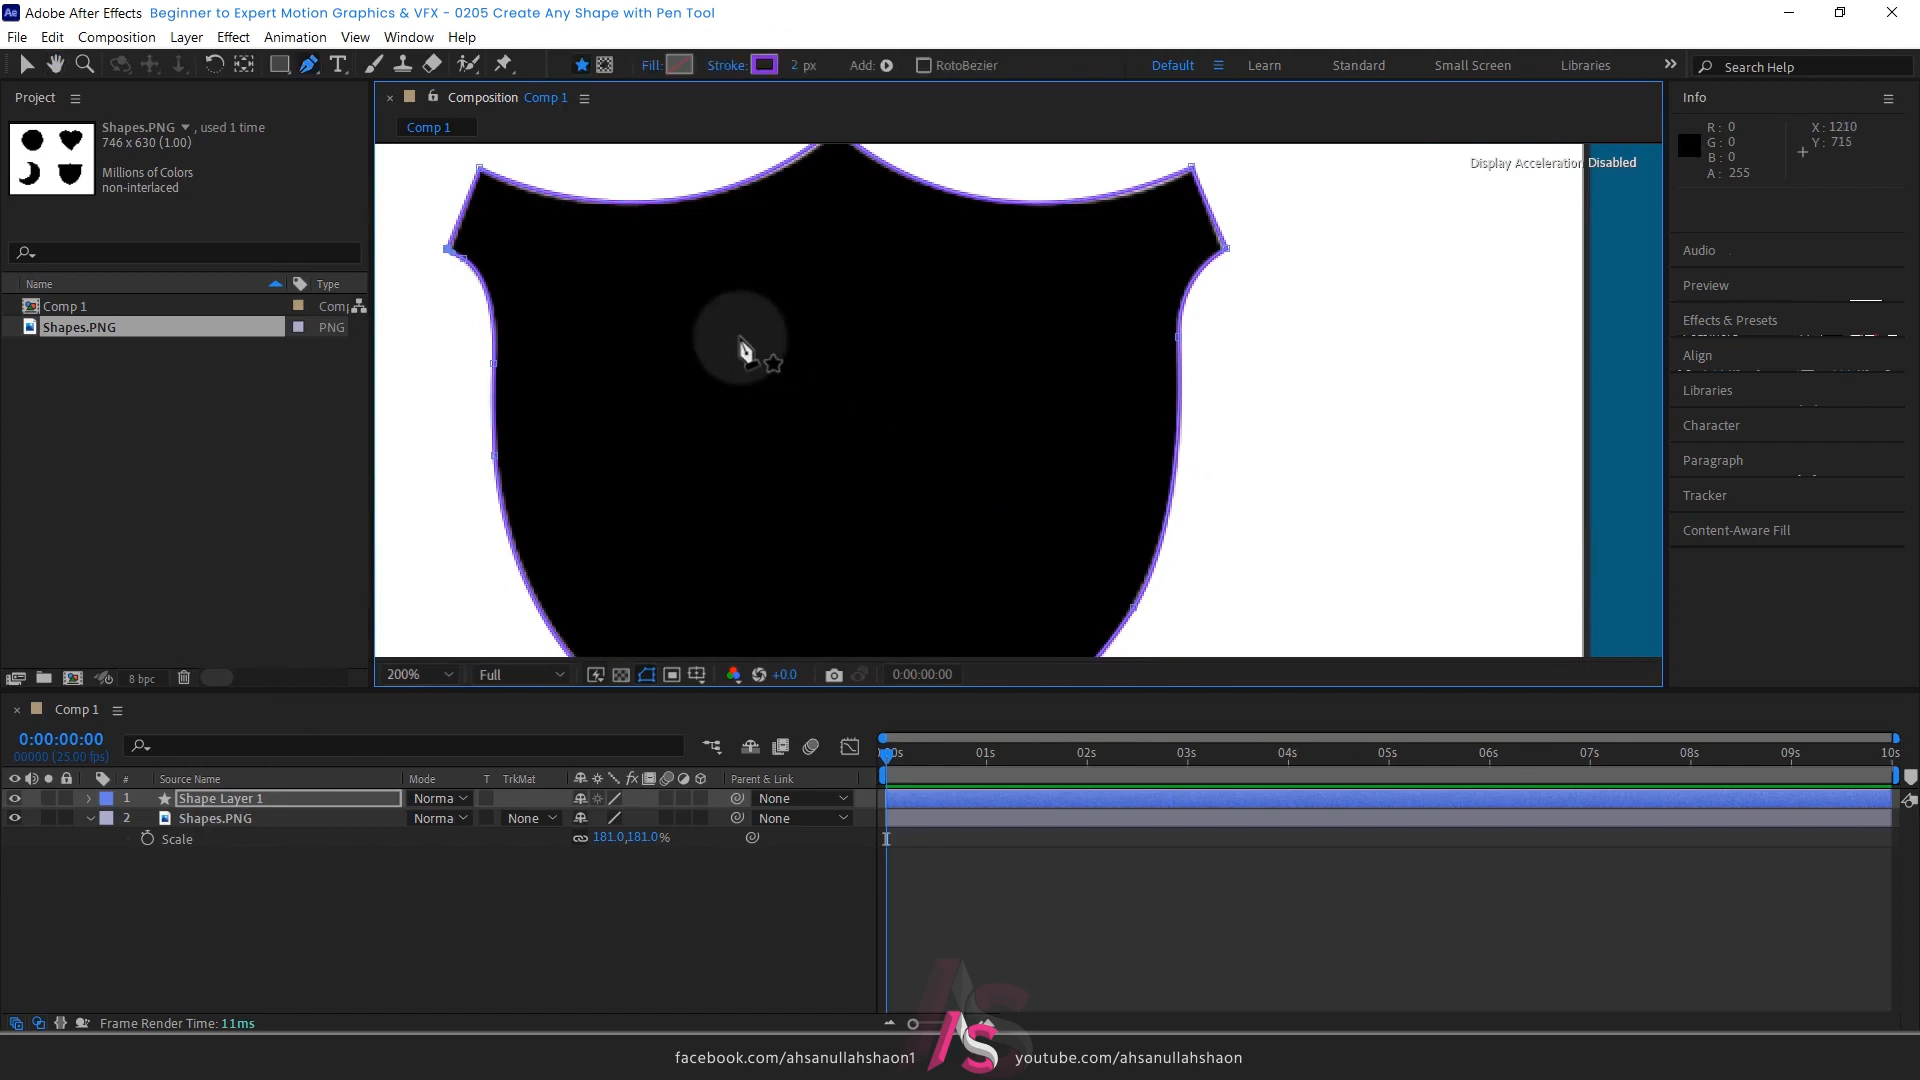 Adobe After Effects Beginner to Expert Motion Graphics & VFX - 0205 Create Any Shape with Pen Tool
File Edit Composition Layer Effect Animation View Window Help
Fill: Stroke: 2 px Add: RotoBezier Default Learn Standard Small Screen Libraries Search Help
Project
Shapes.PNG , used 1 time
746 x 630 (1.00)
Millions of Colors
non-interlaced
Name Type
Comp 1 Comp
Shapes.PNG PNG
8 bpc
Composition Comp 1
Comp 1
Display Acceleration Disabled
200% Full +0.0 0:00:00:00
Info
R: 0 X: 1210
G: 0 Y: 715
B: 0
A: 255
Audio
Preview
Effects & Presets
Align
Libraries
Character
Paragraph
Tracker
Content-Aware Fill
Comp 1
0:00:00:00
00000 (25.00 fps)
# Source Name Mode T TrkMat Parent & Link
1 Shape Layer 1 Norma None
2 Shapes.PNG Norma None None
Scale 181.0,181.0%
00s 01s 02s 03s 04s 05s 06s 07s 08s 09s 10s
Frame Render Time: 11ms
facebook.com/ahsanullahshaon1 AS youtube.com/ahsanullahshaon